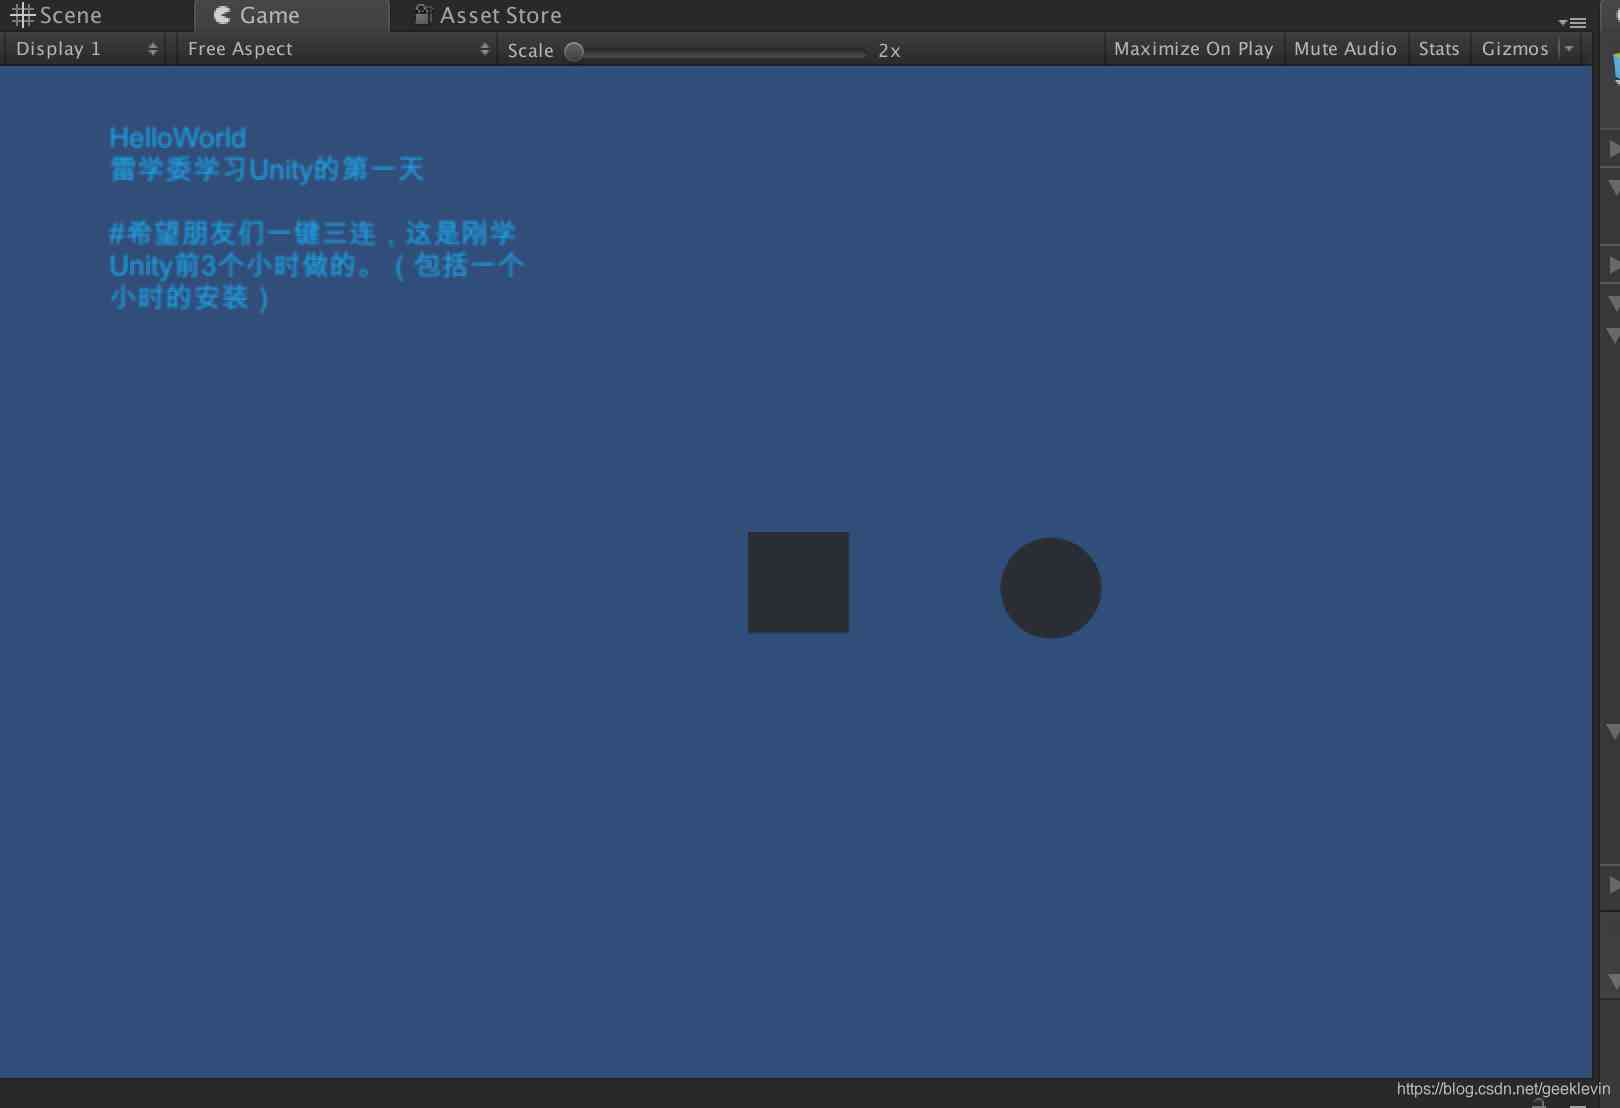 Scene Game Asset Store
Display 1 Free Aspect Scale 2x Maximize On Play Mute Audio Stats Gizmos
HelloWorld
雷学委学习Unity的第一天
#希望朋友们一键三连，这是刚学
Unity前3个小时做的。（包括一个
小时的安装）
https://blog.csdn.net/geeklevin